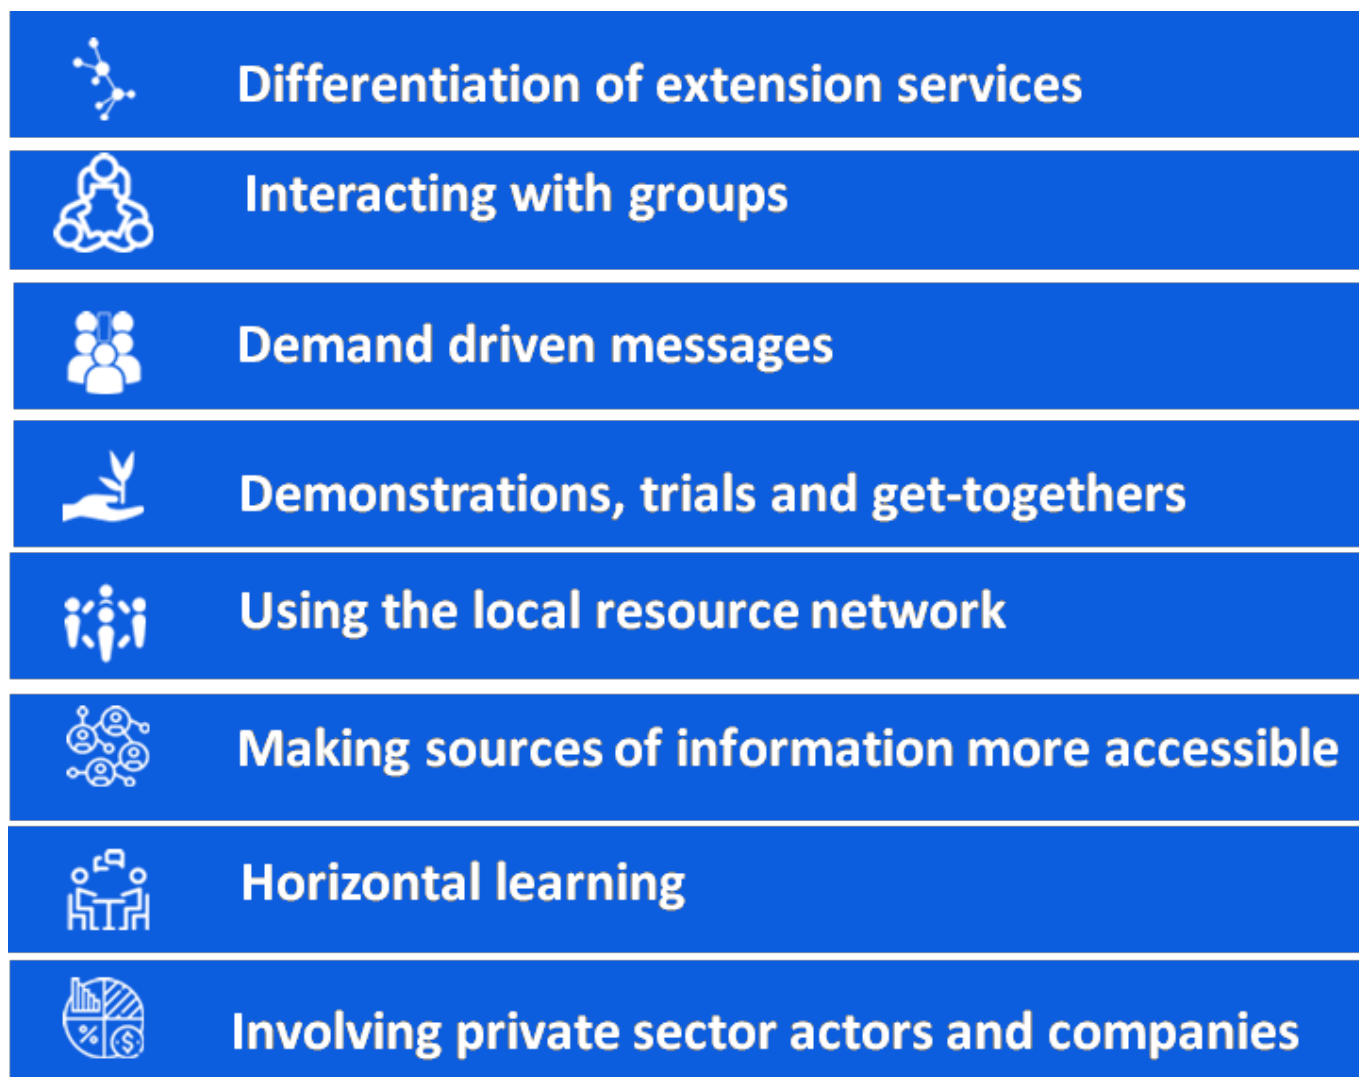 Differentiation of extension services
Interacting with groups
Demand driven messages
Demonstrations, trials and get-togethers
Using the local resource network
Making sources of information more accessible
Horizontal learning
% $
Involving private sector actors and companies